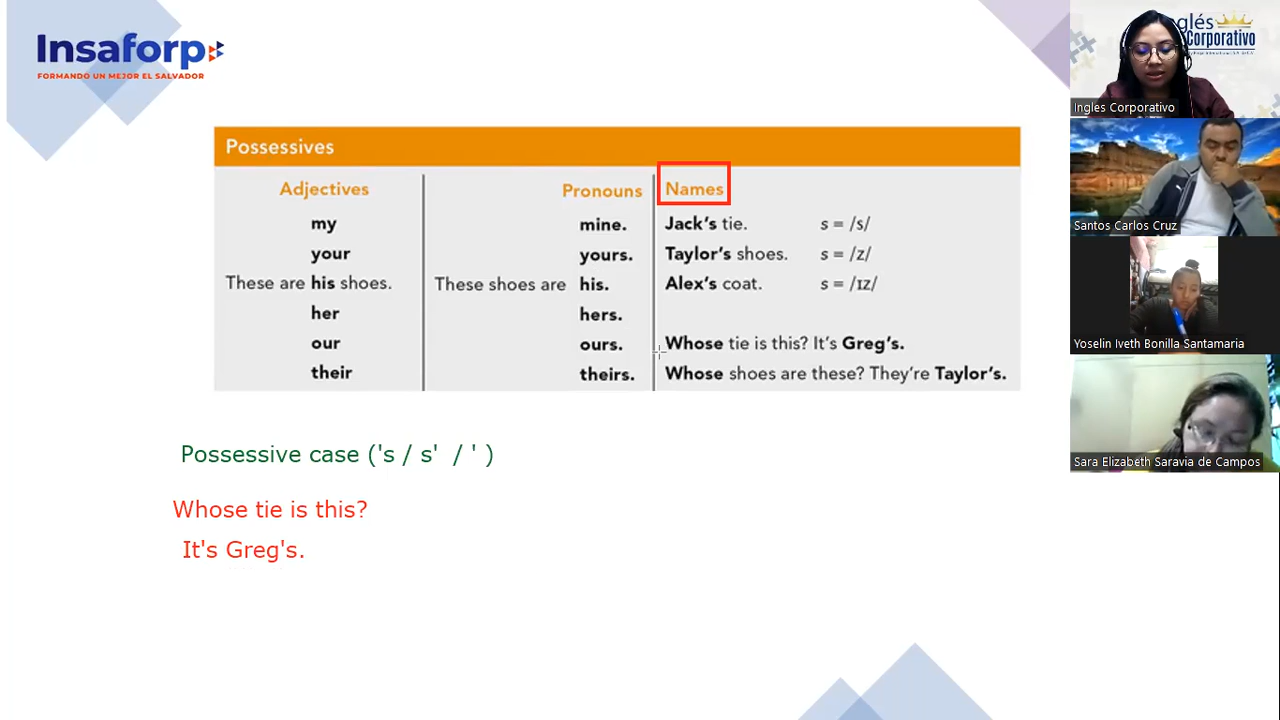 Insaforp
FORMANDO UN MEJOR EL SALVADOR
Possessives
Adjectives
my
your
These are his shoes.
her
our
their
Pronouns
mine.
yours.
These shoes are his.
hers.
ours.
theirs.
Names
Jack's tie. s = /s/
Taylor's shoes. s = /z/
Alex's coat. s = /ɪz/
Whose tie is this? It's Greg's.
Whose shoes are these? They're Taylor's.
Possessive case ('s / s' / ' )
Whose tie is this?
It's Greg's.
Inglés
Corporativo
Ingles Corporativo
Santos Carlos Cruz
Yoselin Iveth Bonilla Santamaria
Sara Elizabeth Saravia de Campos